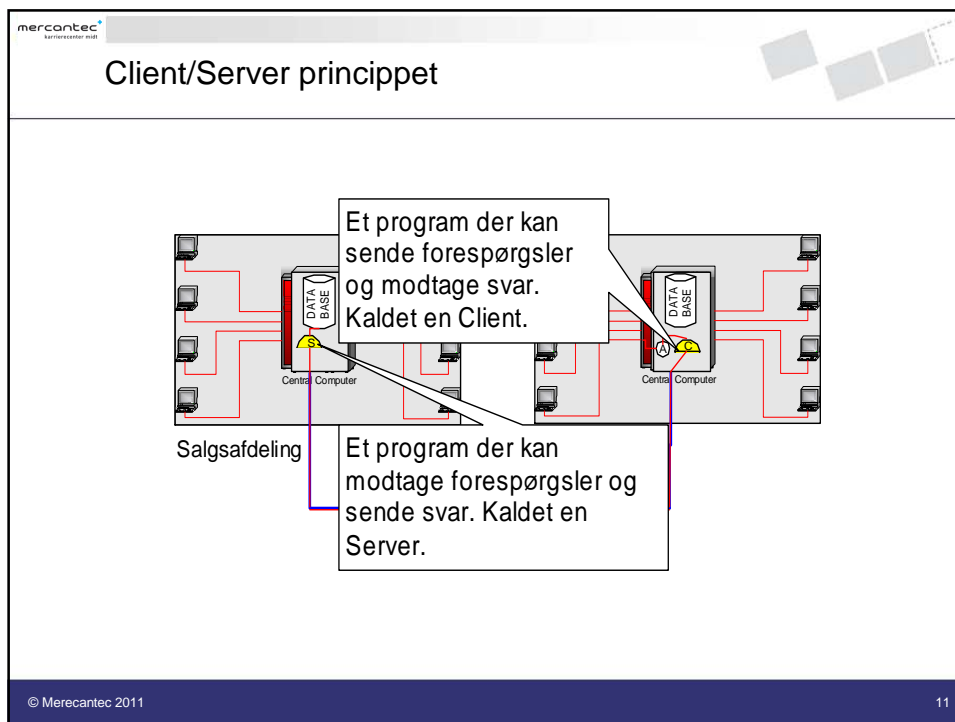 mercantec
karrierecenter midt
Client/Server princippet
Et program der kan
sende forespørgsler
og modtage svar.
Kaldet en Client.
DATA
BASE
S
Central Computer
DATA
BASE
A
C
Central Computer
Salgsafdeling
Et program der kan
modtage forespørgsler og
sende svar. Kaldet en
Server.
© Merecantec 2011
11